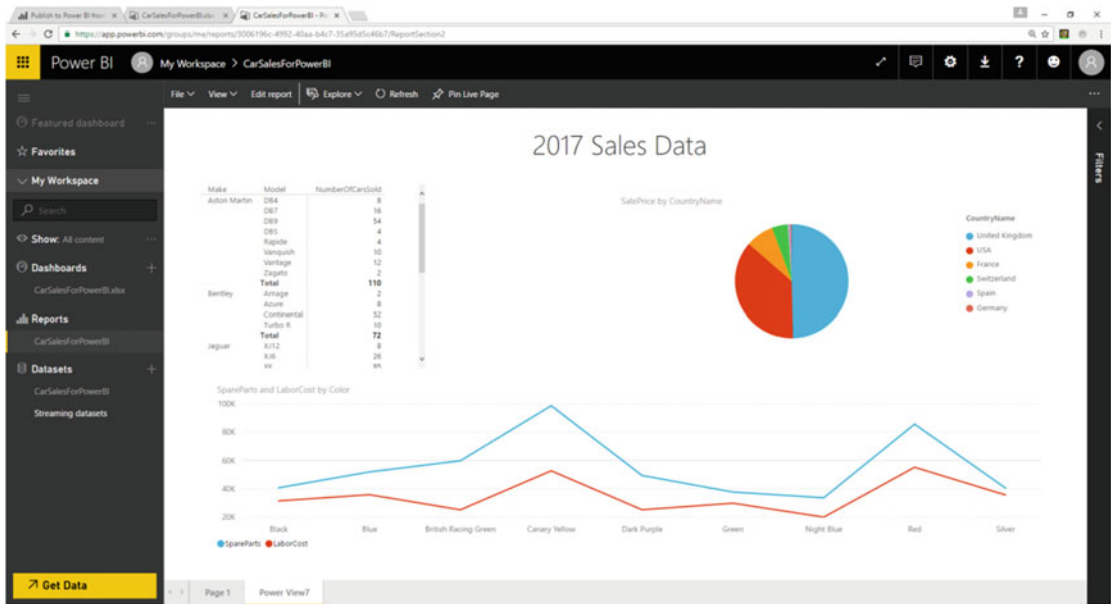 Publish to Power BI from
CarSalesForPowerBI.xlsx
CarSalesForPowerBI - Po
https://app.powerbi.com/groups/me/reports/3006196c-4992-40aa-b4c7-35a95d5c46b7/ReportSection2
Power BI My Workspace > CarSalesForPowerBI ?
File View Edit report Explore Refresh Pin Live Page
Featured dashboard
Favorites
My Workspace
Search
Show: All content
Dashboards
CarSalesForPowerBI.xlsx
Reports
CarSalesForPowerBI
Datasets
CarSalesForPowerBI
Streaming datasets
Get Data
2017 Sales Data
Make Model NumberOfCarsSold
Aston Martin DB4 8
DB7 16
DB9 54
DBS 4
Rapide 4
Vanquish 10
Vantage 12
Zagato 2
Total 110
Bentley Arnage 2
Azure 8
Continental 52
Turbo R 10
Total 72
Jaguar XJ12 8
XJ6 26
XK 85
SalePrice by CountryName
CountryName
United Kingdom
USA
France
Switzerland
Spain
Germany
SpareParts and LaborCost by Color
100K
80K
60K
40K
20K
Black Blue British Racing Green Canary Yellow Dark Purple Green Night Blue Red Silver
SpareParts LaborCost
Page 1 Power View7
Filters